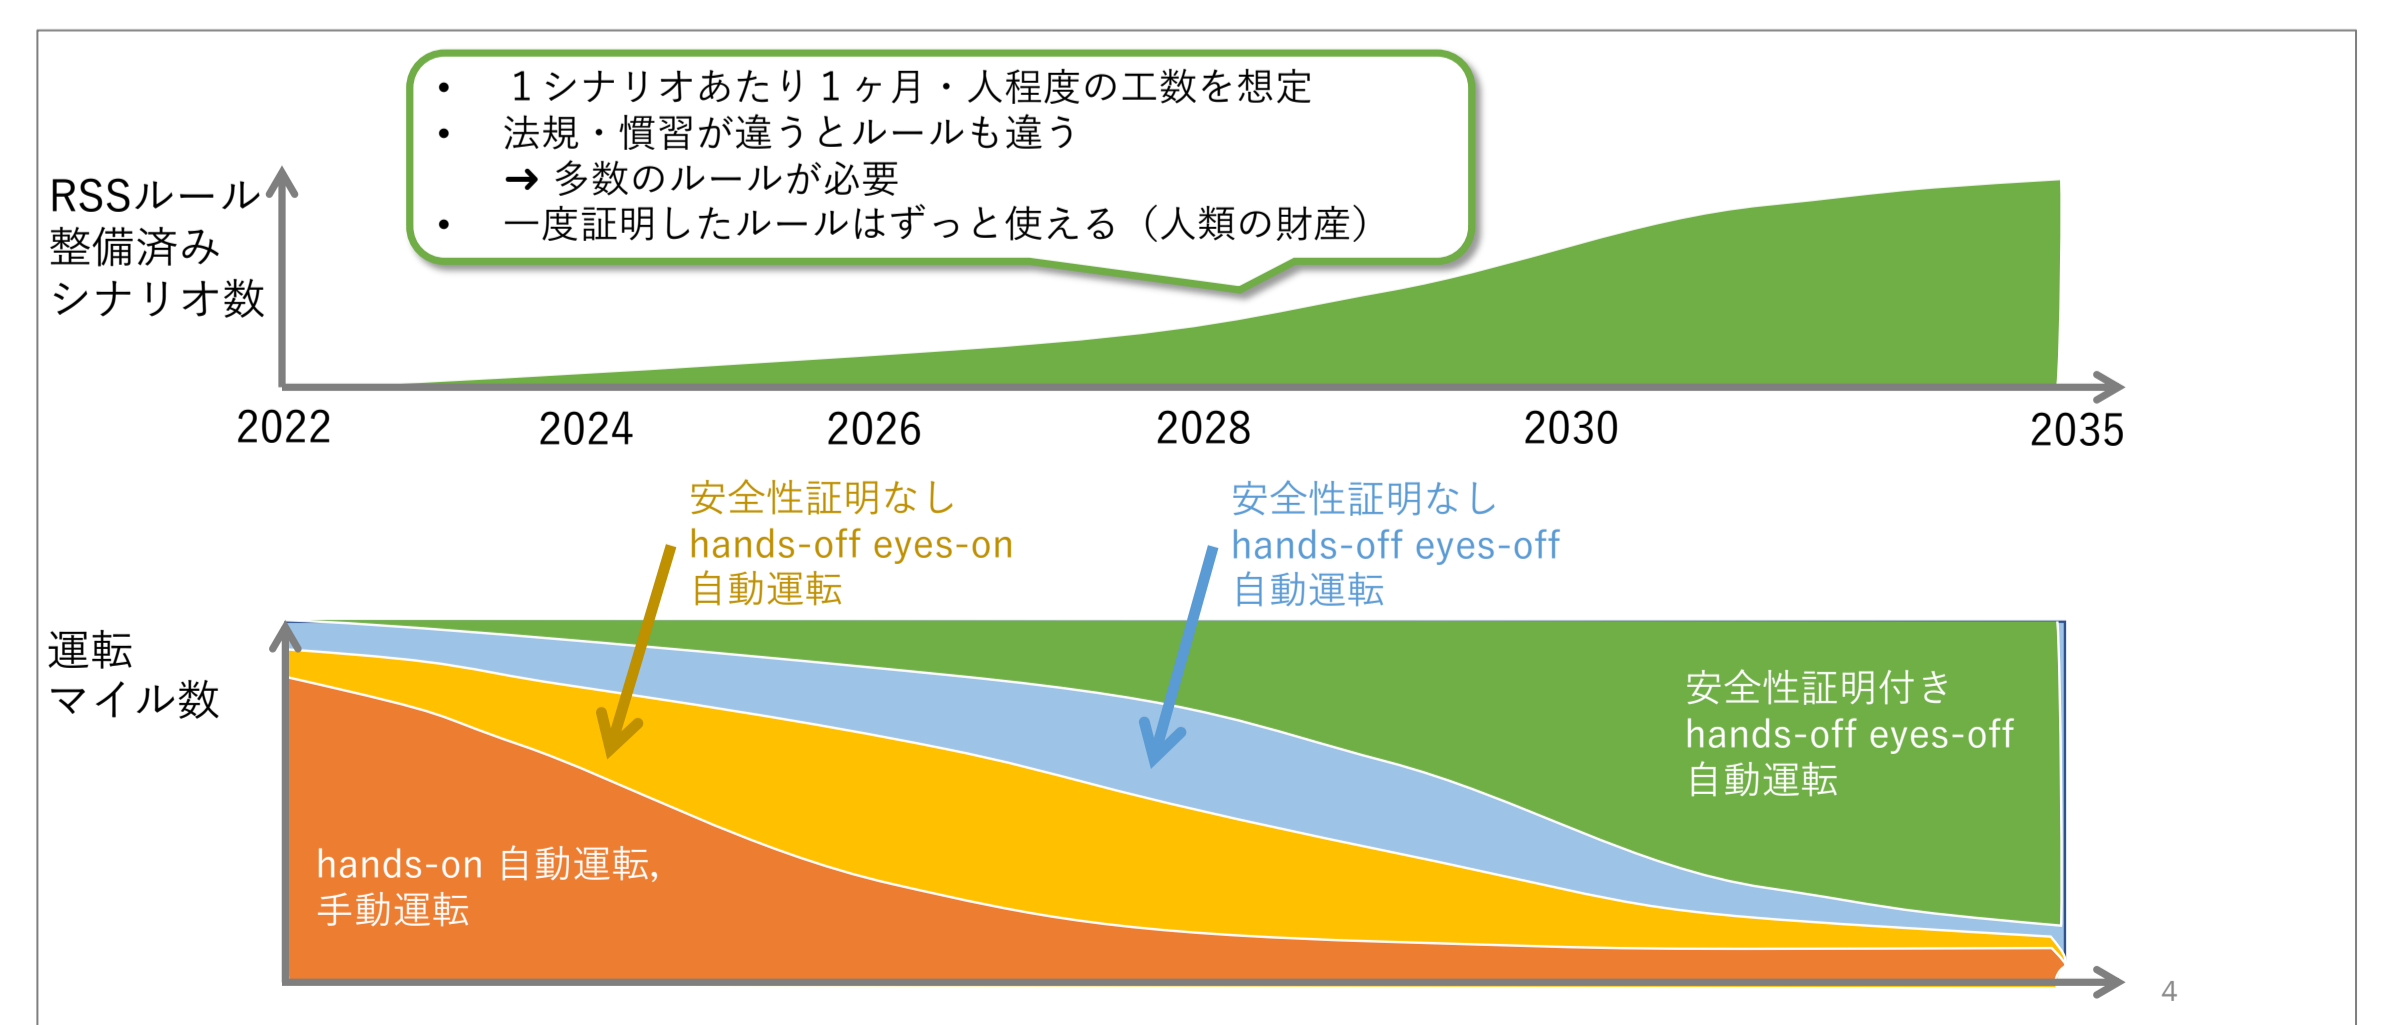 • １シナリオあたり１ヶ月・人程度の工数を想定
• 法規・慣習が違うとルールも違う
➜ 多数のルールが必要
• 一度証明したルールはずっと使える（人類の財産）
RSSルール
整備済み
シナリオ数
2022 2024 2026 2028 2030 2035
安全性証明なし
hands-off eyes-on
自動運転
安全性証明なし
hands-off eyes-off
自動運転
運転
マイル数
安全性証明付き
hands-off eyes-off
自動運転
hands-on 自動運転,
手動運転
4